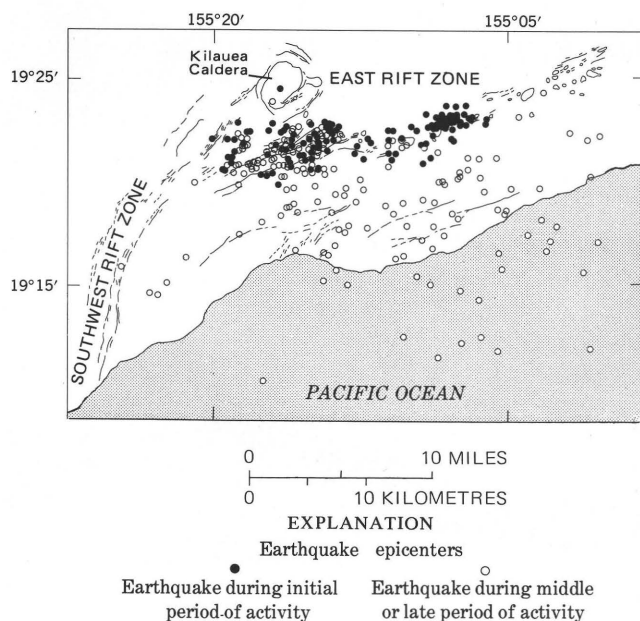 155°20'
155°05'
Kilauea
Caldera
EAST RIFT ZONE
19°25'
SOUTHWEST RIFT ZONE
19°15'
PACIFIC OCEAN
0
10 MILES
0
10 KILOMETRES
EXPLANATION
Earthquake epicenters
Earthquake during initial
period of activity
Earthquake during middle
or late period of activity